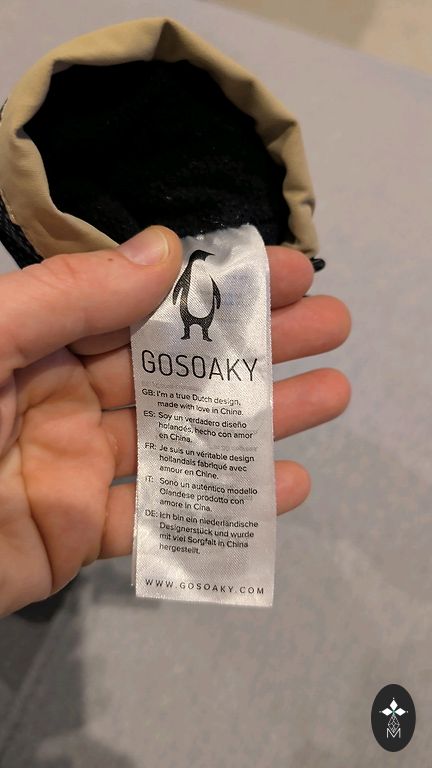 GOSOAKY
GB: I'm a true Dutch design,
made with love in China.
ES: Soy un verdadero diseño
holandés, hecho con amor
en China.
FR: Je suis un véritable design
hollandais fabriqué avec
amour en Chine.
IT: Sono un autentico modello
Olandese prodotto con
amore in Cina.
DE: Ich bin ein niederländische
Designerstück und wurde
mit viel Sorgfalt in China
hergestellt.
WWW.GOSOAKY.COM
M